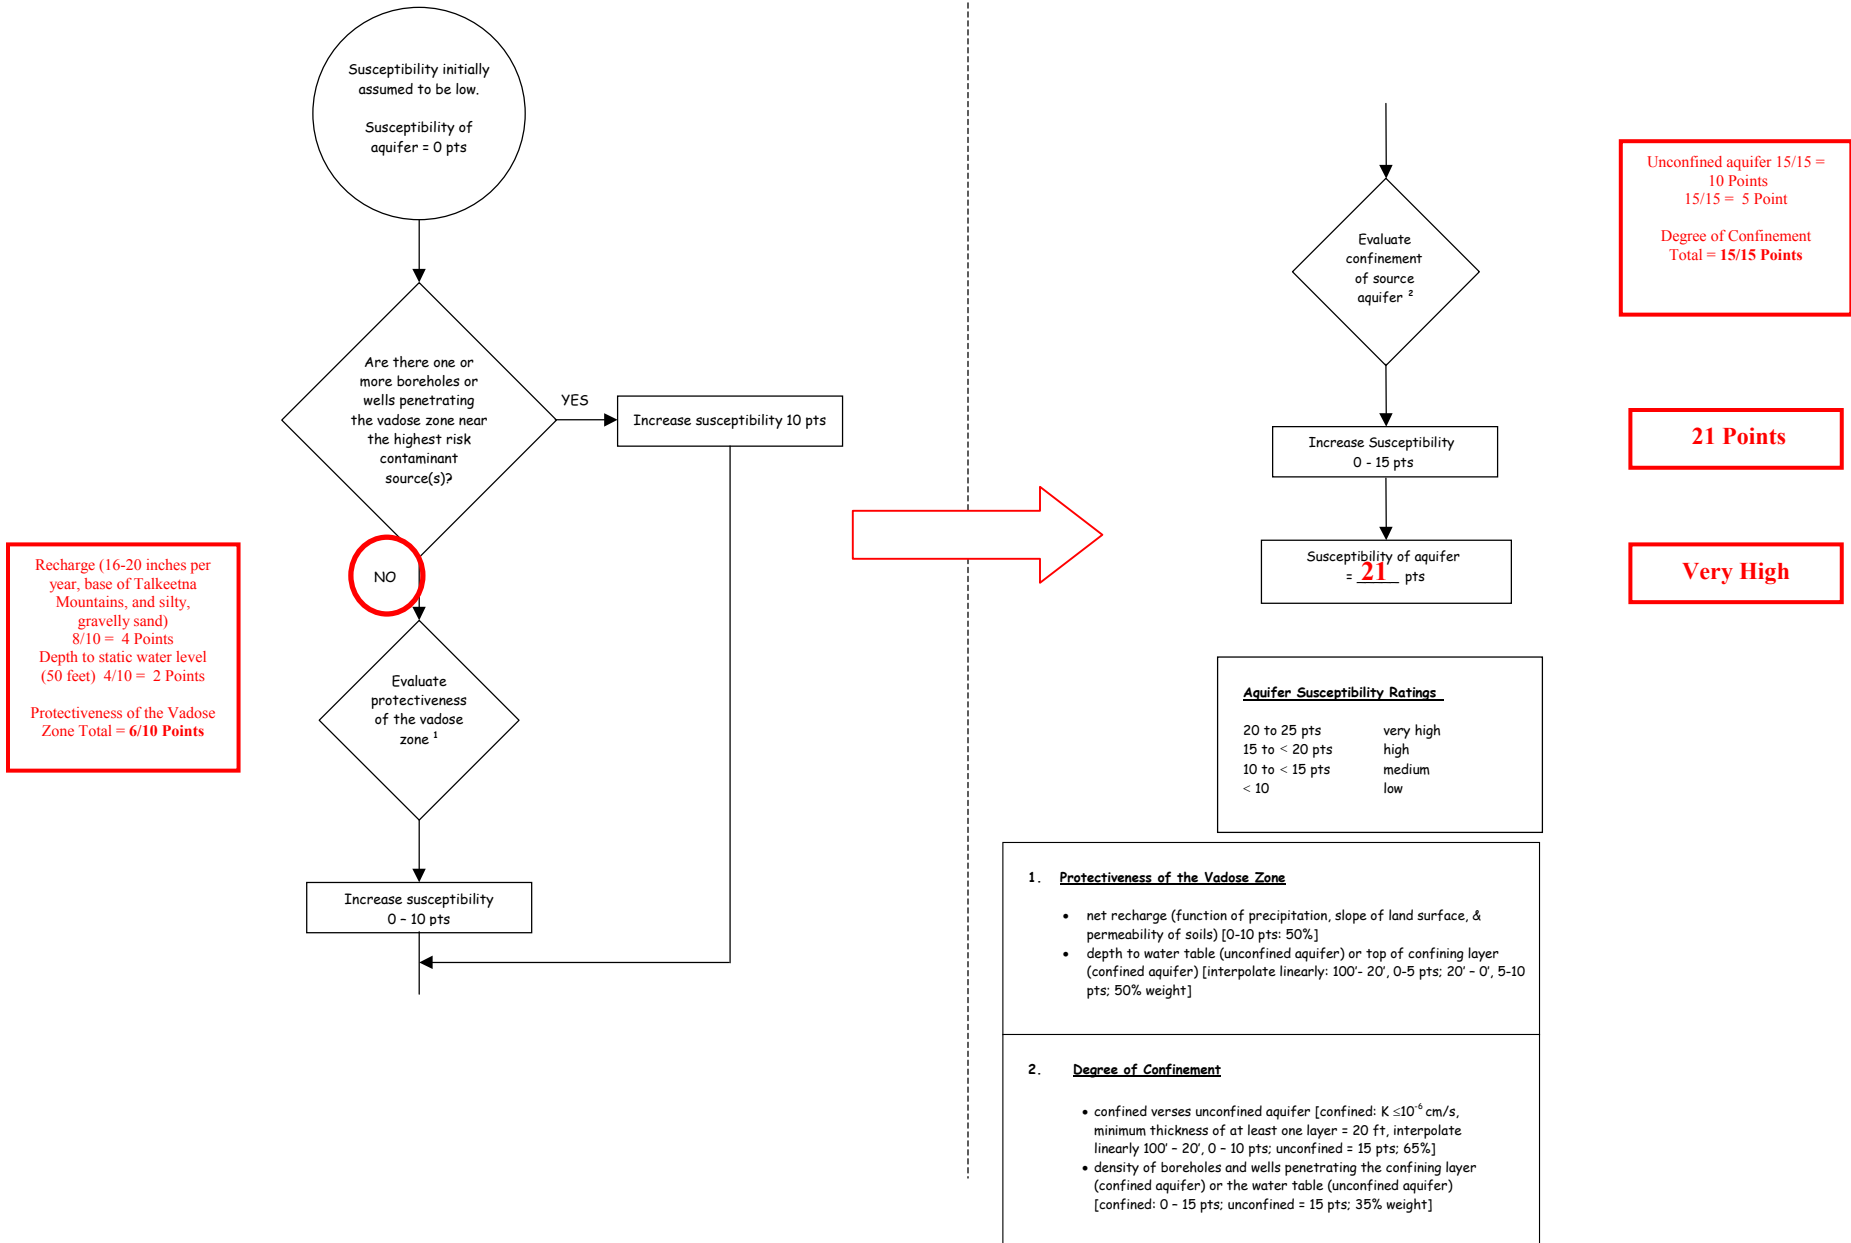 Susceptibility initially
assumed to be low.
Susceptibility of
aquifer = 0 pts
Are there one or
more boreholes or
wells penetrating
the vadose zone near
the highest risk
contaminant
source(s)?
YES
Increase susceptibility 10 pts
NO
Recharge (16-20 inches per
year, base of Talkeetna
Mountains, and silty,
gravelly sand)
8/10 = 4 Points
Depth to static water level
(50 feet) 4/10 = 2 Points
Protectiveness of the Vadose
Zone Total = 6/10 Points
Evaluate
protectiveness
of the vadose
zone ¹
Increase susceptibility
0 – 10 pts
Evaluate
confinement
of source
aquifer ²
Unconfined aquifer 15/15 =
10 Points
15/15 = 5 Point
Degree of Confinement
Total = 15/15 Points
Increase Susceptibility
0 - 15 pts
21 Points
Susceptibility of aquifer
= 21 pts
Very High
Aquifer Susceptibility Ratings
20 to 25 pts very high
15 to < 20 pts high
10 to < 15 pts medium
< 10 low
1. Protectiveness of the Vadose Zone
• net recharge (function of precipitation, slope of land surface, &
permeability of soils) [0-10 pts: 50%]
• depth to water table (unconfined aquifer) or top of confining layer
(confined aquifer) [interpolate linearly: 100’- 20’, 0-5 pts; 20’ – 0’, 5-10
pts; 50% weight]
2. Degree of Confinement
• confined verses unconfined aquifer [confined: K ≤10⁻⁶ cm/s,
minimum thickness of at least one layer = 20 ft, interpolate
linearly 100’ – 20’, 0 – 10 pts; unconfined = 15 pts; 65%]
• density of boreholes and wells penetrating the confining layer
(confined aquifer) or the water table (unconfined aquifer)
[confined: 0 – 15 pts; unconfined = 15 pts; 35% weight]